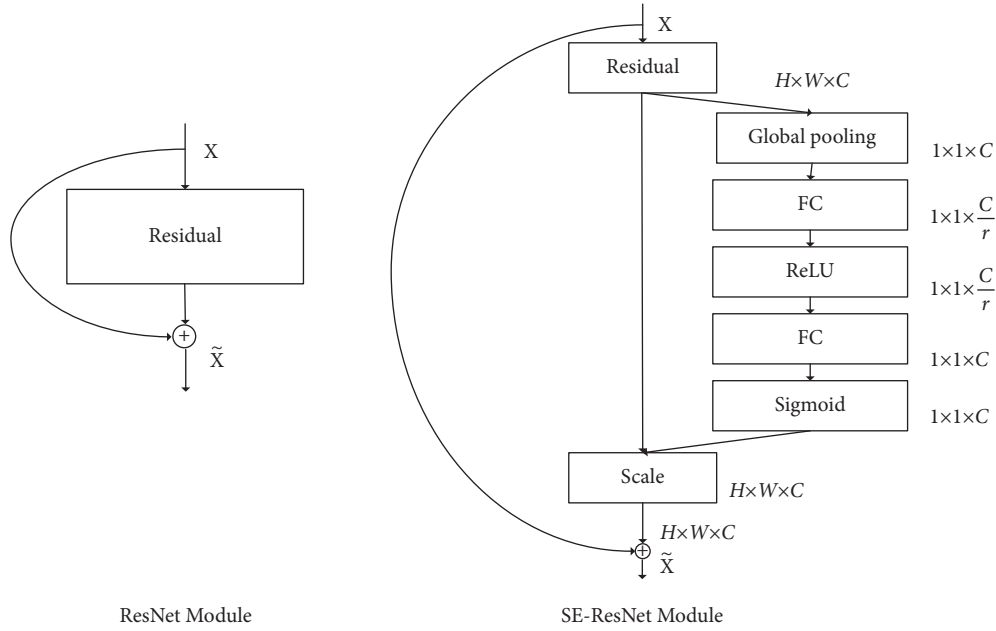 X
Residual
+
X̃
ResNet Module
X
Residual
H×W×C
Global pooling
1×1×C
FC
1×1×C/r
ReLU
1×1×C/r
FC
1×1×C
Sigmoid
1×1×C
Scale
H×W×C
H×W×C
+
X̃
SE-ResNet Module